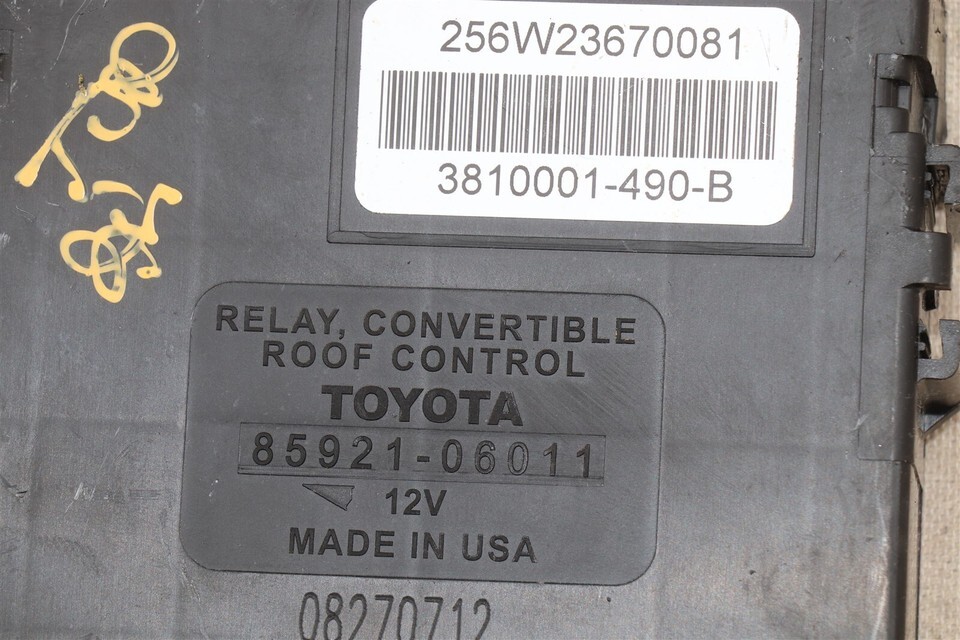 256W23670081
3810001-490-B
RELAY, CONVERTIBLE
ROOF CONTROL
TOYOTA
85921-06011
12V
MADE IN USA
08270712